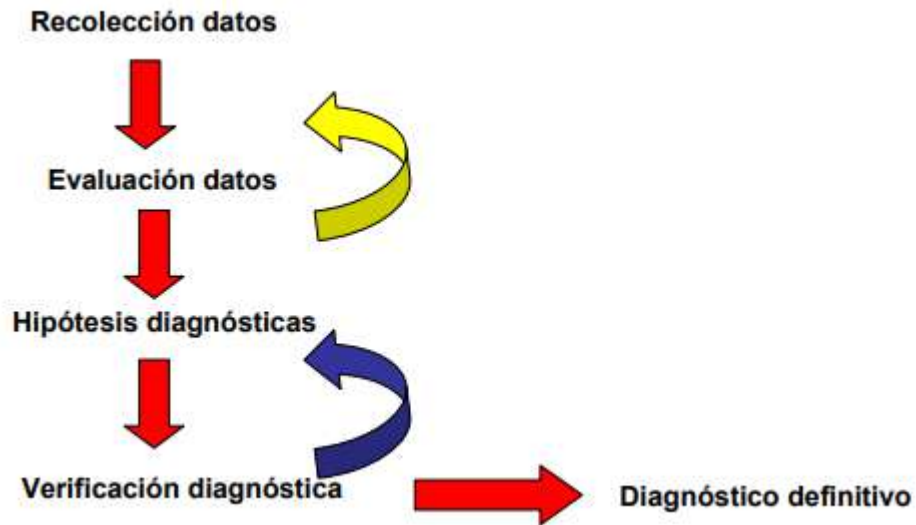 Recolección datos
Evaluación datos
Hipótesis diagnósticas
Verificación diagnóstica
Diagnóstico definitivo